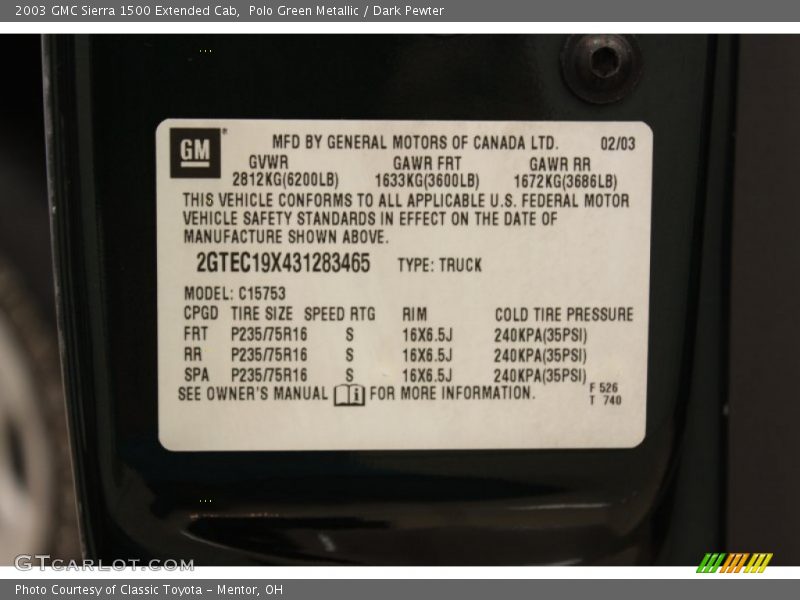 2003 GMC Sierra 1500 Extended Cab,  Polo Green Metallic / Dark Pewter
GM MFD BY GENERAL MOTORS OF CANADA LTD. 02/03
GVWR GAWR FRT GAWR RR
2812KG(6200LB) 1633KG(3600LB) 1672KG(3686LB)
THIS VEHICLE CONFORMS TO ALL APPLICABLE U.S. FEDERAL MOTOR
VEHICLE SAFETY STANDARDS IN EFFECT ON THE DATE OF
MANUFACTURE SHOWN ABOVE.
2GTEC19X431283465 TYPE: TRUCK
MODEL: C15753
CPGD TIRE SIZE SPEED RTG RIM COLD TIRE PRESSURE
FRT P235/75R16 S 16X6.5J 240KPA(35PSI)
RR P235/75R16 S 16X6.5J 240KPA(35PSI)
SPA P235/75R16 S 16X6.5J 240KPA(35PSI)
SEE OWNER'S MANUAL FOR MORE INFORMATION.
F 526
T 740
GTcarlot.com
Photo Courtesy of Classic Toyota - Mentor, OH